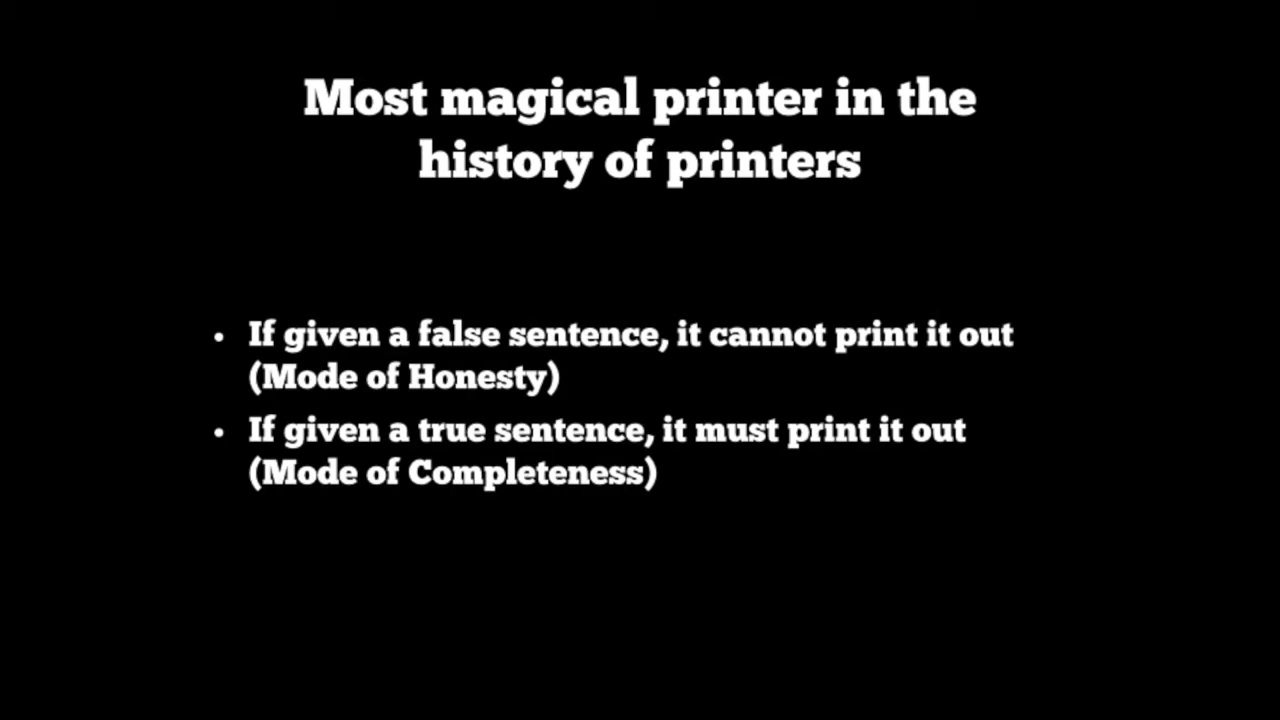 Most magical printer in the
history of printers
• If given a false sentence, it cannot print it out
(Mode of Honesty)
• If given a true sentence, it must print it out
(Mode of Completeness)